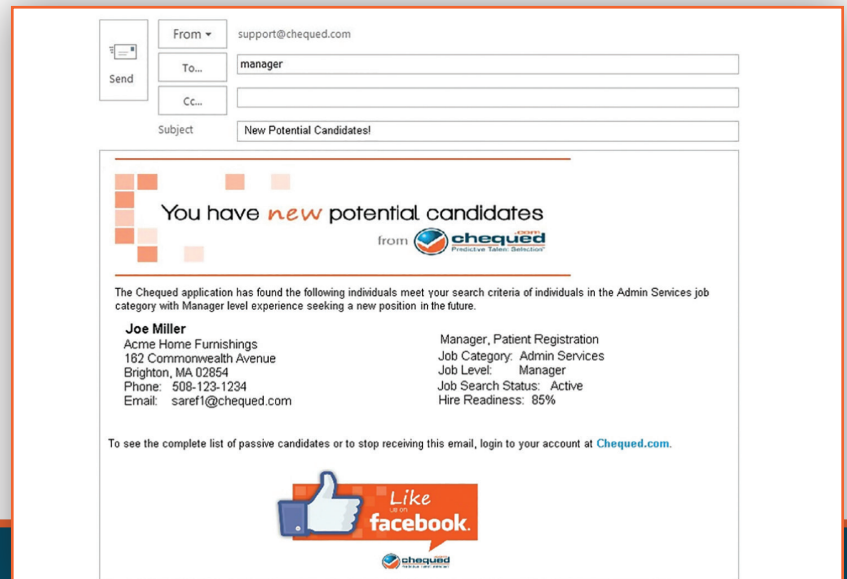 From
support@chequed.com
Send
To...
manager
Cc...
Subject
New Potential Candidates!
You have new potential candidates
from chequed.com
Predictive Talent Selection
The Chequed application has found the following individuals meet your search criteria of individuals in the Admin Services job
category with Manager level experience seeking a new position in the future.
Joe Miller
Acme Home Furnishings
162 Commonwealth Avenue
Brighton, MA 02854
Phone: 508-123-1234
Email: saref1@chequed.com
Manager, Patient Registration
Job Category: Admin Services
Job Level: Manager
Job Search Status: Active
Hire Readiness: 85%
To see the complete list of passive candidates or to stop receiving this email, login to your account at Chequed.com.
Like
us on
facebook.
chequed.com